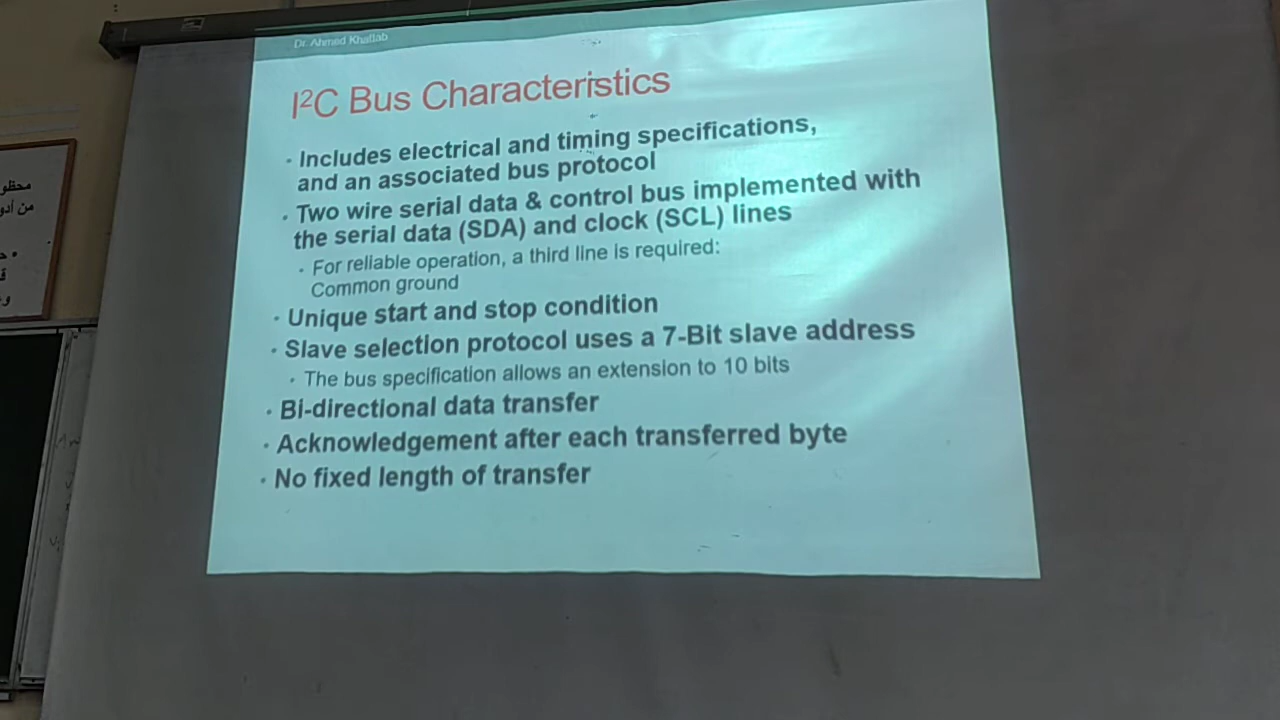 Dr. Ahmed Khattab
I²C Bus Characteristics
• Includes electrical and timing specifications,
and an associated bus protocol
• Two wire serial data & control bus implemented with
the serial data (SDA) and clock (SCL) lines
• For reliable operation, a third line is required:
Common ground
• Unique start and stop condition
• Slave selection protocol uses a 7-Bit slave address
• The bus specification allows an extension to 10 bits
• Bi-directional data transfer
• Acknowledgement after each transferred byte
• No fixed length of transfer
محظو
من أدو